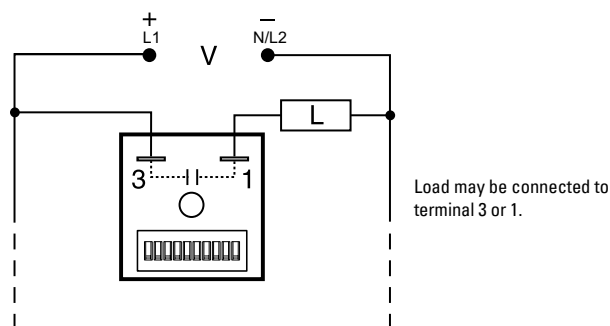 + −
L1 N/L2
V
L
3 1
Load may be connected to
terminal 3 or 1.